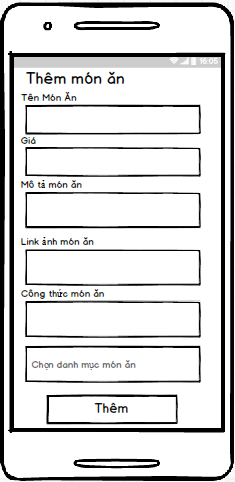 16:05
Thêm món ăn
Tên Món Ăn
Giá
Mô tả món ăn
Link ảnh món ăn
Công thức món ăn
Chọn danh mục món ăn
Thêm